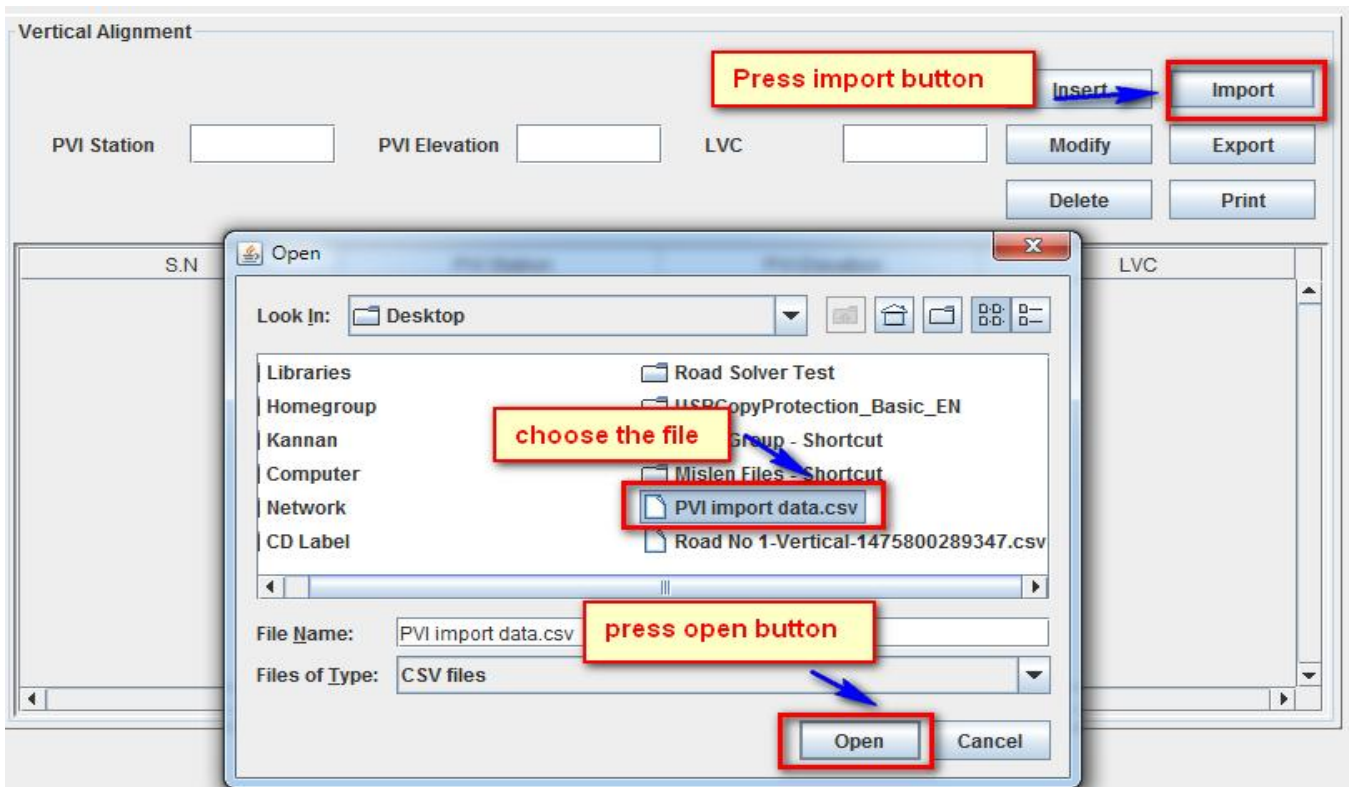 Vertical Alignment
Press import button
Insert
Import
PVI Station
PVI Elevation
LVC
Modify
Export
Delete
Print
S.N
LVC
Open
Look In:
Desktop
Libraries
Road Solver Test
Homegroup
USBCopyProtection_Basic_EN
choose the file
Kannan
Group - Shortcut
Computer
Mislen Files - Shortcut
Network
PVI import data.csv
CD Label
Road No 1-Vertical-1475800289347.csv
File Name:
PVI import data.csv
press open button
Files of Type:
CSV files
Open
Cancel